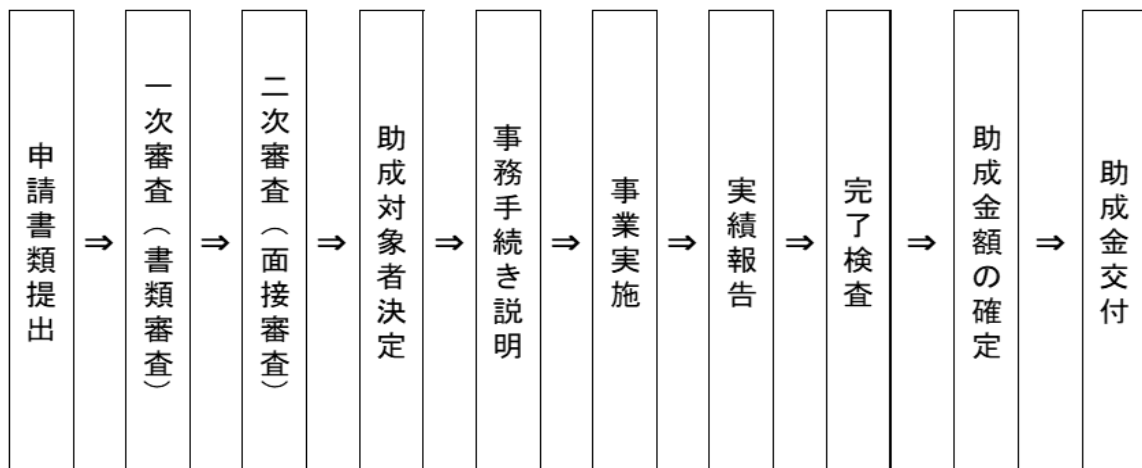 申請書類提出
⇒
一次審査（書類審査）
⇒
二次審査（面接審査）
⇒
助成対象者決定
⇒
事務手続き説明
⇒
事業実施
⇒
実績報告
⇒
完了検査
⇒
助成金額の確定
⇒
助成金交付